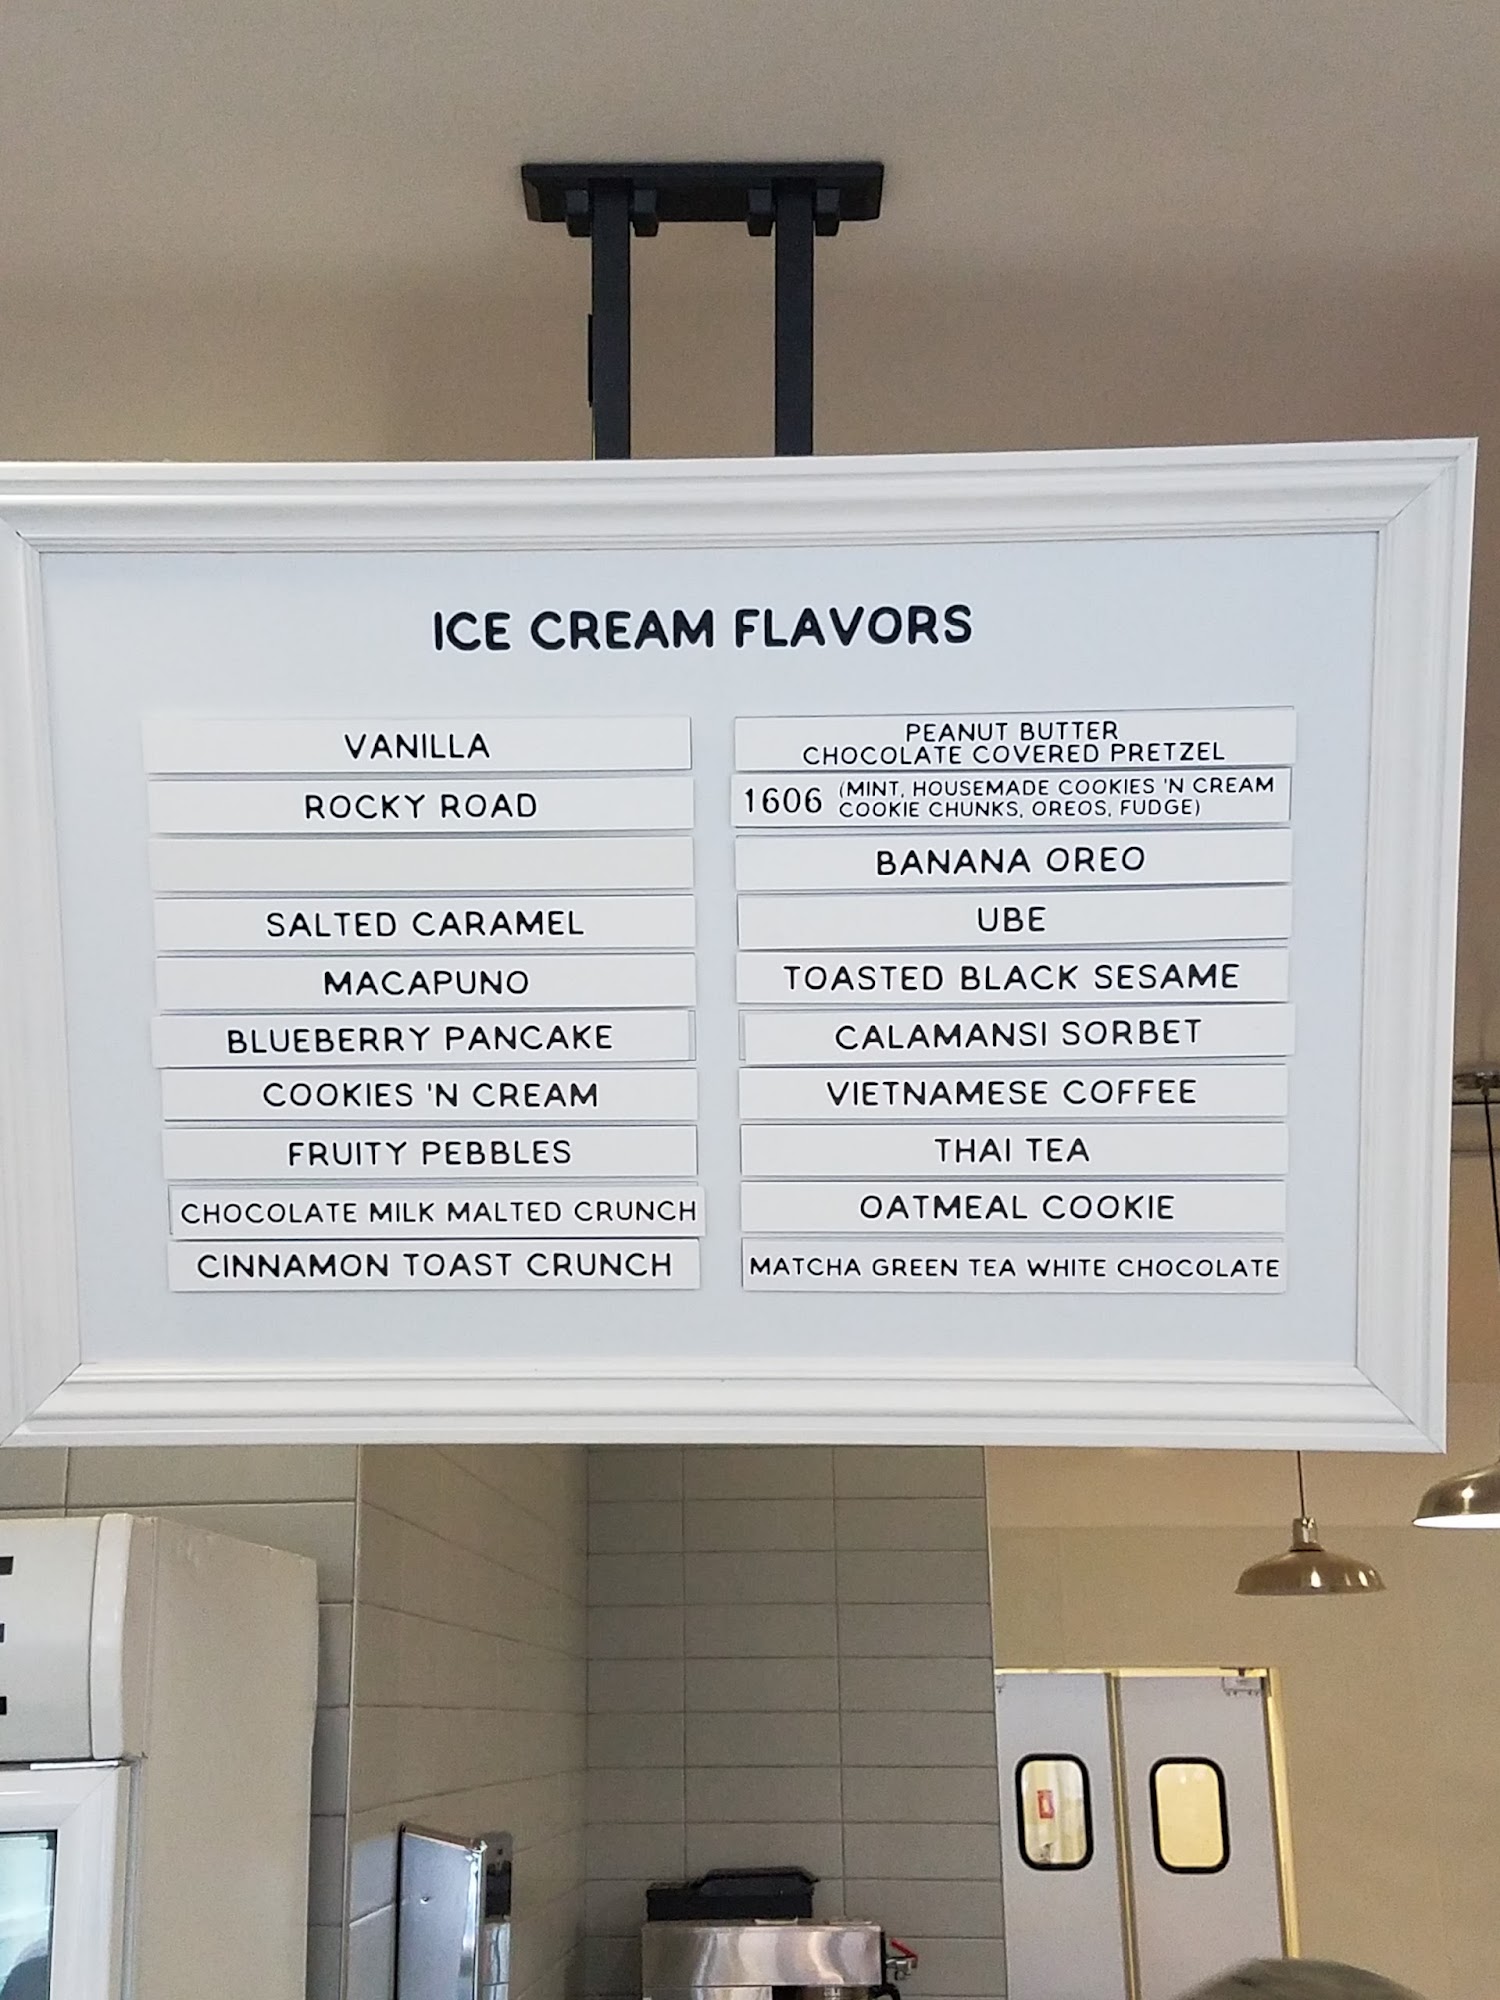 ICE CREAM FLAVORS
VANILLA
ROCKY ROAD
SALTED CARAMEL
MACAPUNO
BLUEBERRY PANCAKE
COOKIES 'N CREAM
FRUITY PEBBLES
CHOCOLATE MILK MALTED CRUNCH
CINNAMON TOAST CRUNCH
PEANUT BUTTER
CHOCOLATE COVERED PRETZEL
1606 (MINT, HOUSEMADE COOKIES 'N CREAM
COOKIE CHUNKS, OREOS, FUDGE)
BANANA OREO
UBE
TOASTED BLACK SESAME
CALAMANSI SORBET
VIETNAMESE COFFEE
THAI TEA
OATMEAL COOKIE
MATCHA GREEN TEA WHITE CHOCOLATE